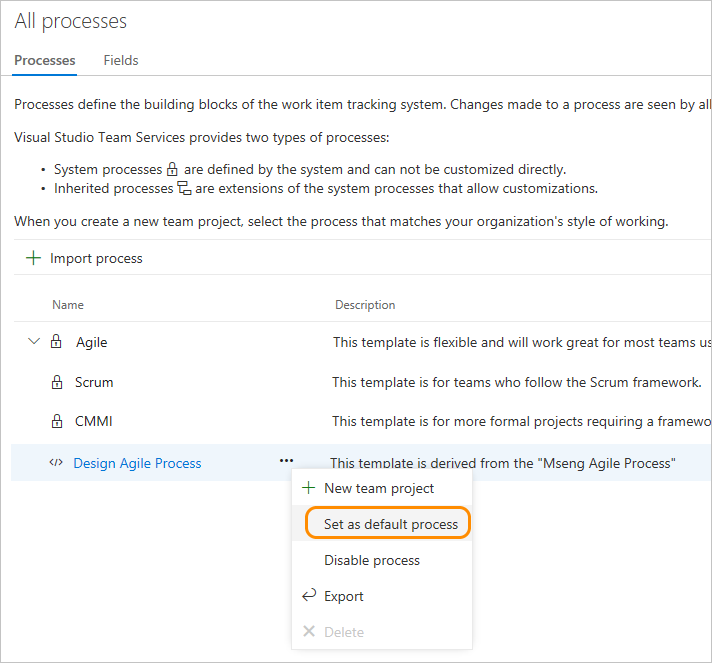 All processes
Processes Fields
Processes define the building blocks of the work item tracking system. Changes made to a process are seen by all
Visual Studio Team Services provides two types of processes:
• System processes are defined by the system and can not be customized directly.
• Inherited processes are extensions of the system processes that allow customizations.
When you create a new team project, select the process that matches your organization's style of working.
Import process
Name Description
Agile This template is flexible and will work great for most teams us
Scrum This template is for teams who follow the Scrum framework.
CMMI This template is for more formal projects requiring a framewo
</> Design Agile Process ••• This template is derived from the "Mseng Agile Process"
New team project
Set as default process
Disable process
Export
Delete